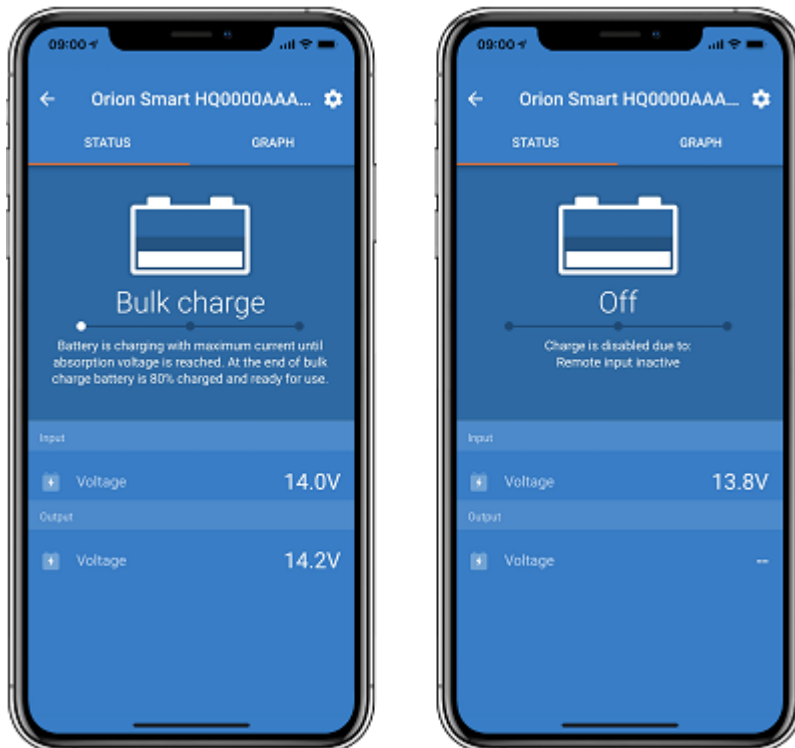 09:00
Orion Smart HQ0000AAA...
STATUS GRAPH
Bulk charge
Battery is charging with maximum current until
absorption voltage is reached. At the end of bulk
charge battery is 80% charged and ready for use.
Input
Voltage 14.0V
Output
Voltage 14.2V
09:00
Orion Smart HQ0000AAA...
STATUS GRAPH
Off
Charge is disabled due to:
Remote input inactive
Input
Voltage 13.8V
Output
Voltage --